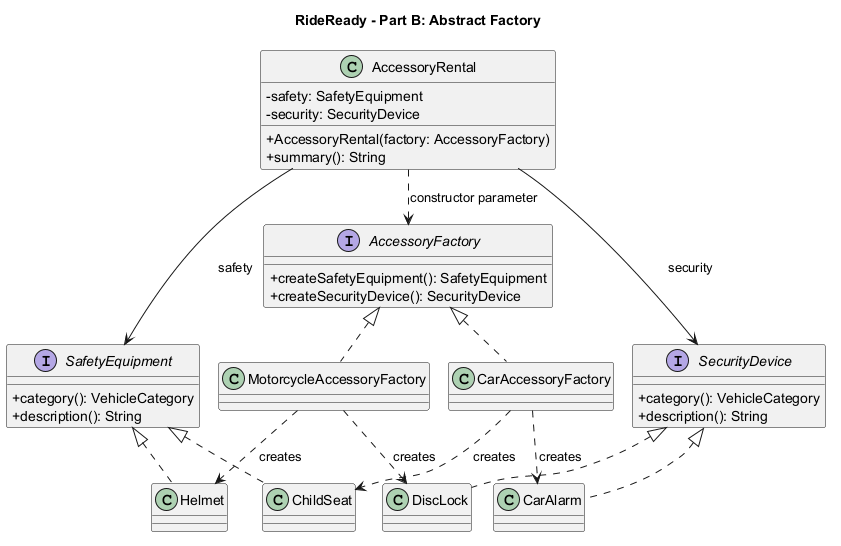 RideReady - Part B: Abstract Factory
C AccessoryRental
-safety: SafetyEquipment
-security: SecurityDevice
+AccessoryRental(factory: AccessoryFactory)
+summary(): String
constructor parameter
safety
security
I AccessoryFactory
+createSafetyEquipment(): SafetyEquipment
+createSecurityDevice(): SecurityDevice
I SafetyEquipment
+category(): VehicleCategory
+description(): String
C MotorcycleAccessoryFactory
C CarAccessoryFactory
I SecurityDevice
+category(): VehicleCategory
+description(): String
creates
creates
creates
creates
C Helmet
C ChildSeat
C DiscLock
C CarAlarm